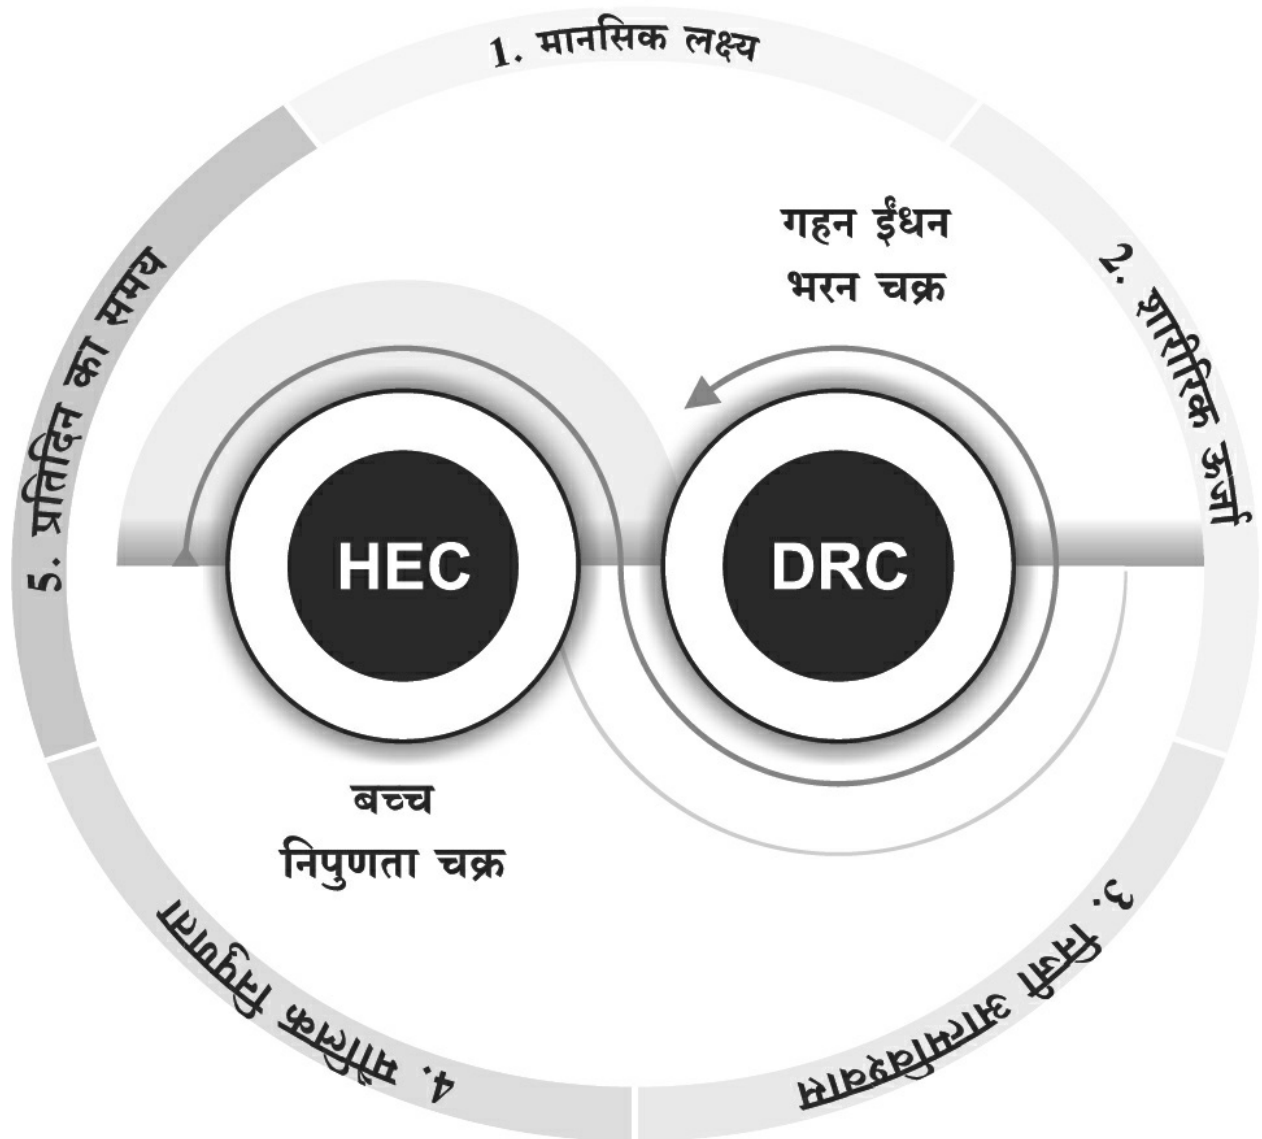 1. मानसिक लक्ष्य
2. शारीरिक ऊर्जा
3. निजी आत्मविश्वास
4. मौलिक निपुणता
5. प्रतिदिन का समय
गहन ईंधन
भरन चक्र
HEC
DRC
बच्च
निपुणता चक्र